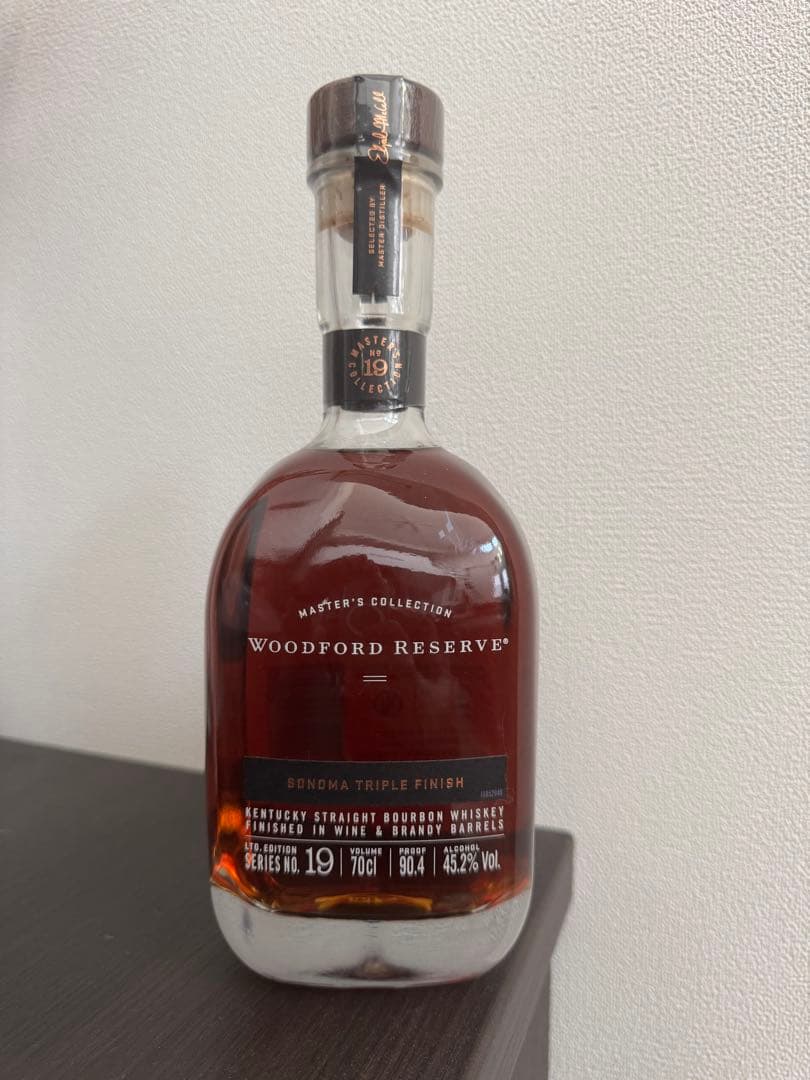 Elizabeth McCall
SELECTED BY
MASTER DISTILLER
MASTER'S
Nº
19
COLLECTION
MASTER'S COLLECTION
WOODFORD RESERVE®
SONOMA TRIPLE FINISH
KENTUCKY STRAIGHT BOURBON WHISKEY
FINISHED IN WINE & BRANDY BARRELS
LTD. EDITION SERIES NO. 19 | VOLUME 70cl | PROOF 90.4 | ALCOHOL 45.2% Vol.